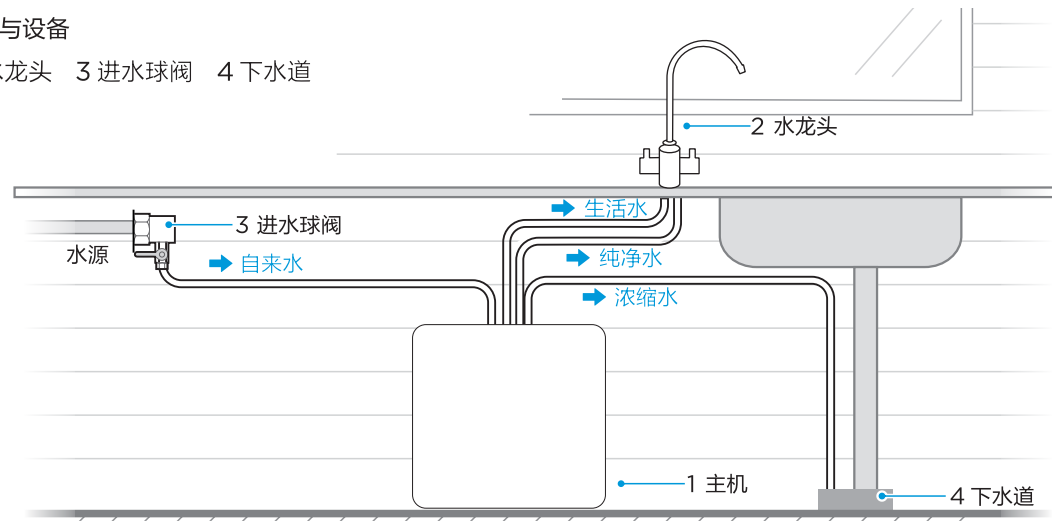 与设备
水龙头 3 进水球阀 4 下水道
2 水龙头
生活水
3 进水球阀
水源
纯净水
自来水
浓缩水
1 主机
4 下水道